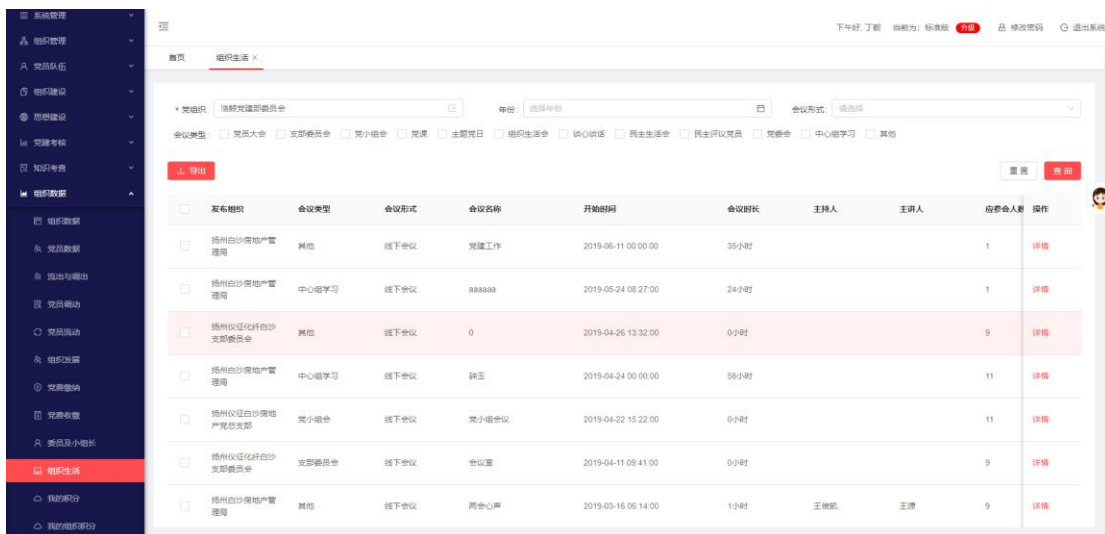 系统管理
组织管理
党员队伍
组织建设
思想建设
党建考核
知识考查
组织数据
组织数据
党员数据
流出与调出
党员调动
党员流动
组织发展
党费缴纳
党费收缴
委员及小组长
组织生活
我的积分
我的组织积分
下午好, 丁毅 当前为: 标准版 升级 修改密码 退出系统
首页 组织生活 ×
* 党组织: 党建部委员会 年份: 选择年份 会议形式: 请选择
会议类型: 党员大会 支部委员会 党小组会 党课 主题党日 组织生活会 谈心谈话 民主生活会 民主评议党员 党委会 中心组学习 其他
导出 重置 查询
发布组织 会议类型 会议形式 会议名称 开始时间 会议时长 主持人 主讲人 应参会人数 操作
扬州白沙房地产管理局 其他 线下会议 党建工作 2019-06-11 00:00:00 35小时 1 详情
扬州白沙房地产管理局 中心组学习 线下会议 aaaaaa 2019-05-24 08:27:00 24小时 1 详情
扬州仪征化纤白沙支部委员会 其他 线下会议 0 2019-04-26 13:32:00 0小时 9 详情
扬州白沙房地产管理局 中心组学习 线下会议 碎玉 2019-04-24 00:00:00 58小时 11 详情
扬州仪征白沙房地产党总支部 党小组会 线下会议 党小组会议 2019-04-22 15:22:00 0小时 11 详情
扬州仪征化纤白沙支部委员会 支部委员会 线下会议 会议室 2019-04-11 09:41:00 0小时 9 详情
扬州白沙房地产管理局 其他 线下会议 两会心声 2019-03-16 06:14:00 1小时 王俊凯 王源 9 详情